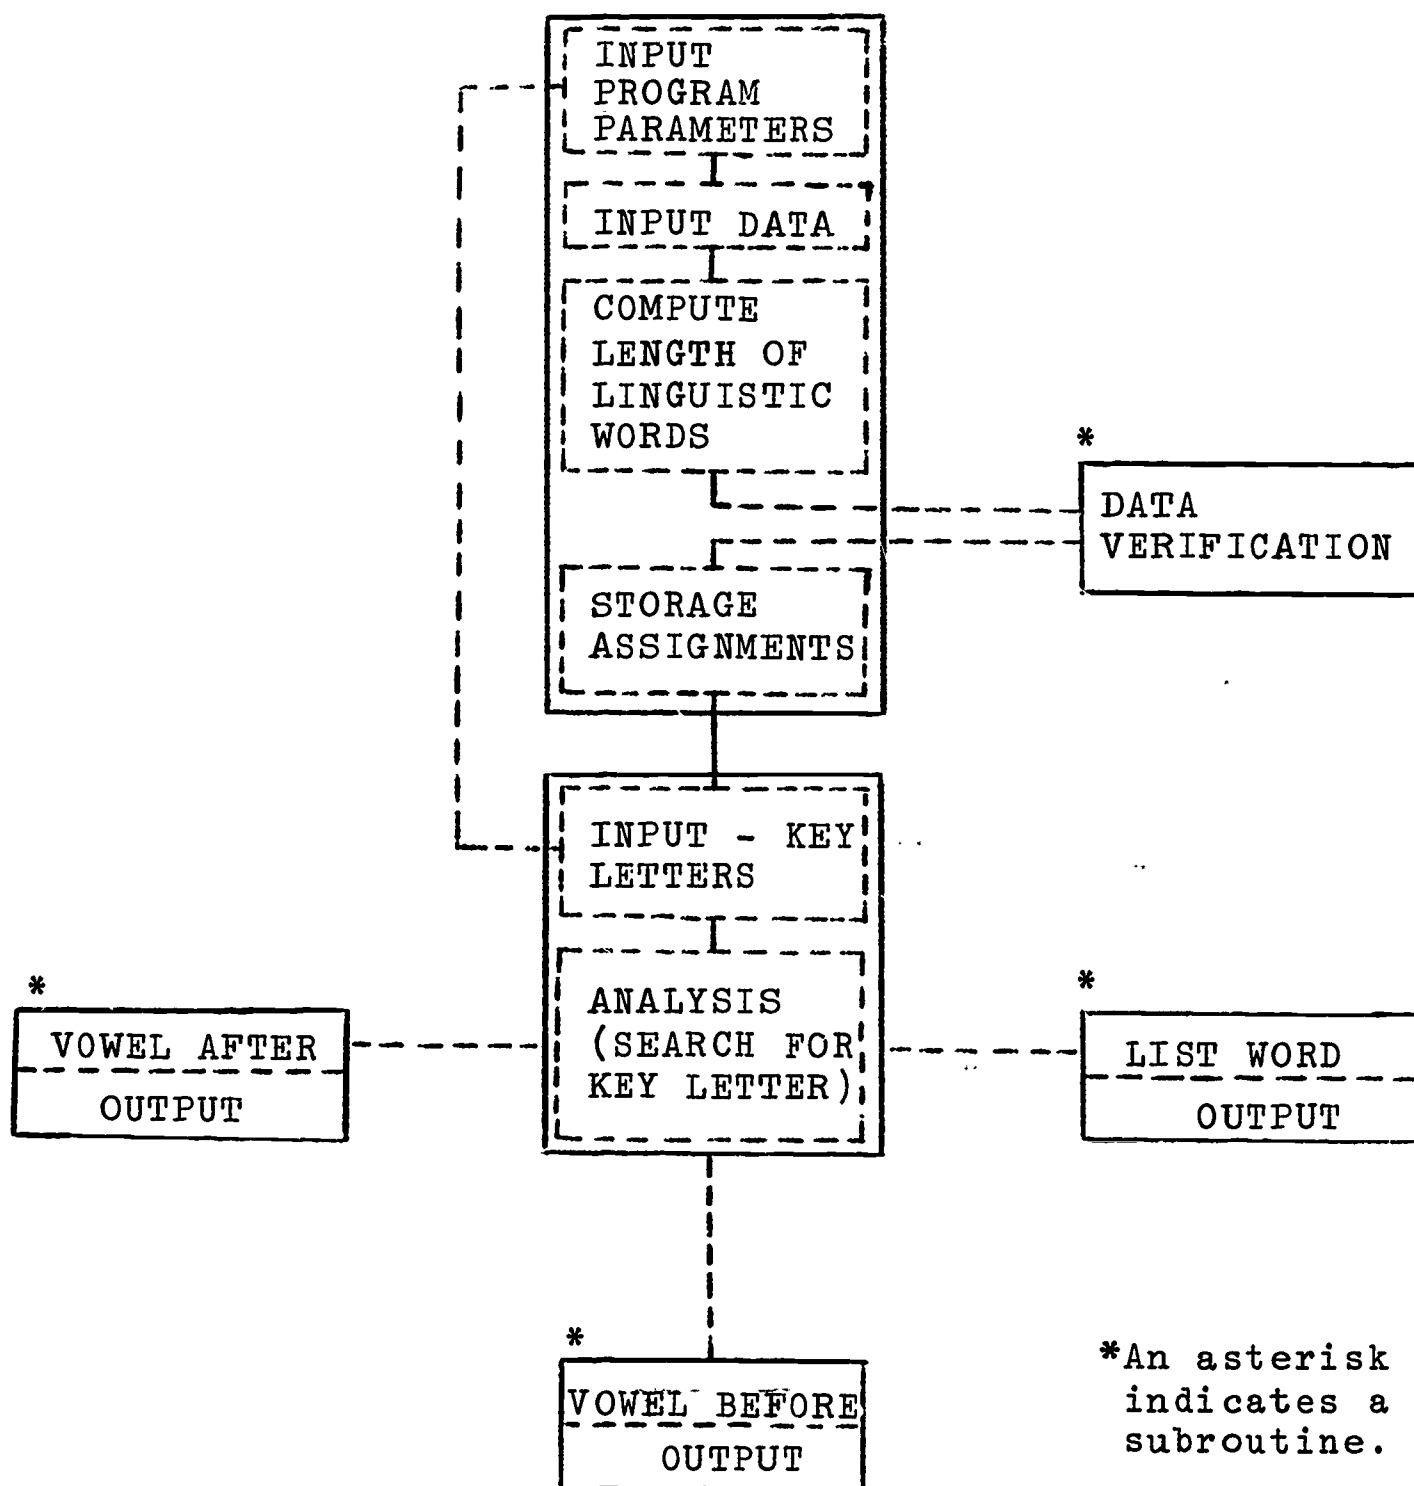 INPUT
PROGRAM
PARAMETERS
INPUT DATA
COMPUTE
LENGTH OF
LINGUISTIC
WORDS
*
DATA
VERIFICATION
STORAGE
ASSIGNMENTS
INPUT - KEY
LETTERS
ANALYSIS
(SEARCH FOR
KEY LETTER)
*
VOWEL AFTER
OUTPUT
*
LIST WORD
OUTPUT
*
VOWEL BEFORE
OUTPUT
*An asterisk
indicates a
subroutine.